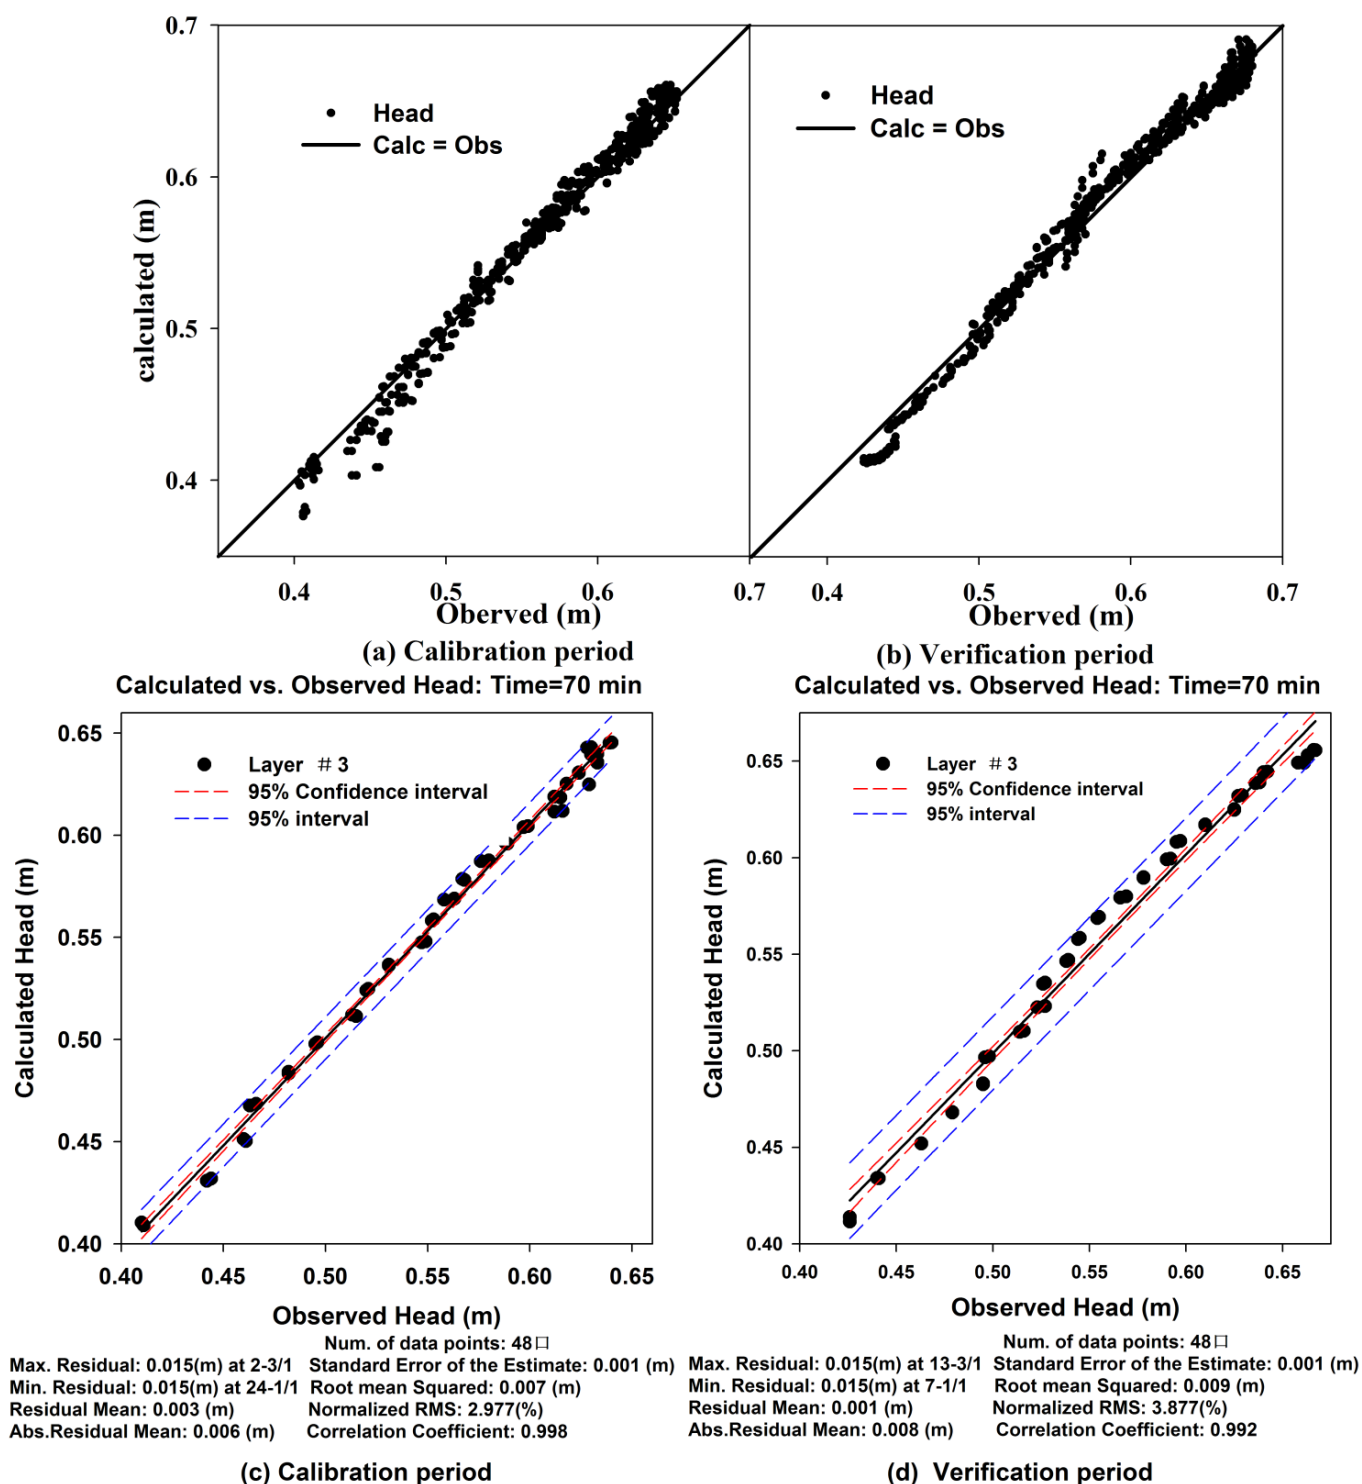 0.7
Head
Calc = Obs
0.6
calculated (m)
0.5
0.4
0.4 0.5 0.6 0.7
Oberved (m)
(a) Calibration period
Head
Calc = Obs
0.4 0.5 0.6 0.7
Oberved (m)
(b) Verification period
Calculated vs. Observed Head: Time=70 min
0.65
Layer #3
95% Confidence interval
95% interval
0.60
Calculated Head (m)
0.55
0.50
0.45
0.40
0.40 0.45 0.50 0.55 0.60 0.65
Observed Head (m)
Num. of data points: 48□
Max. Residual: 0.015(m) at 2-3/1 Standard Error of the Estimate: 0.001 (m)
Min. Residual: 0.015(m) at 24-1/1 Root mean Squared: 0.007 (m)
Residual Mean: 0.003 (m) Normalized RMS: 2.977(%)
Abs.Residual Mean: 0.006 (m) Correlation Coefficient: 0.998
(c) Calibration period
Calculated vs. Observed Head: Time=70 min
0.65
Layer #3
95% Confidence interval
95% interval
0.60
Calculated Head (m)
0.55
0.50
0.45
0.40
0.40 0.45 0.50 0.55 0.60 0.65
Observed Head (m)
Num. of data points: 48□
Max. Residual: 0.015(m) at 13-3/1 Standard Error of the Estimate: 0.001 (m)
Min. Residual: 0.015(m) at 7-1/1 Root mean Squared: 0.009 (m)
Residual Mean: 0.001 (m) Normalized RMS: 3.877(%)
Abs.Residual Mean: 0.008 (m) Correlation Coefficient: 0.992
(d) Verification period